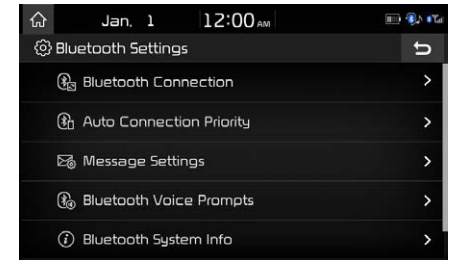 Jan. 1 12:00 AM
Bluetooth Settings
Bluetooth Connection
Auto Connection Priority
Message Settings
Bluetooth Voice Prompts
Bluetooth System Info